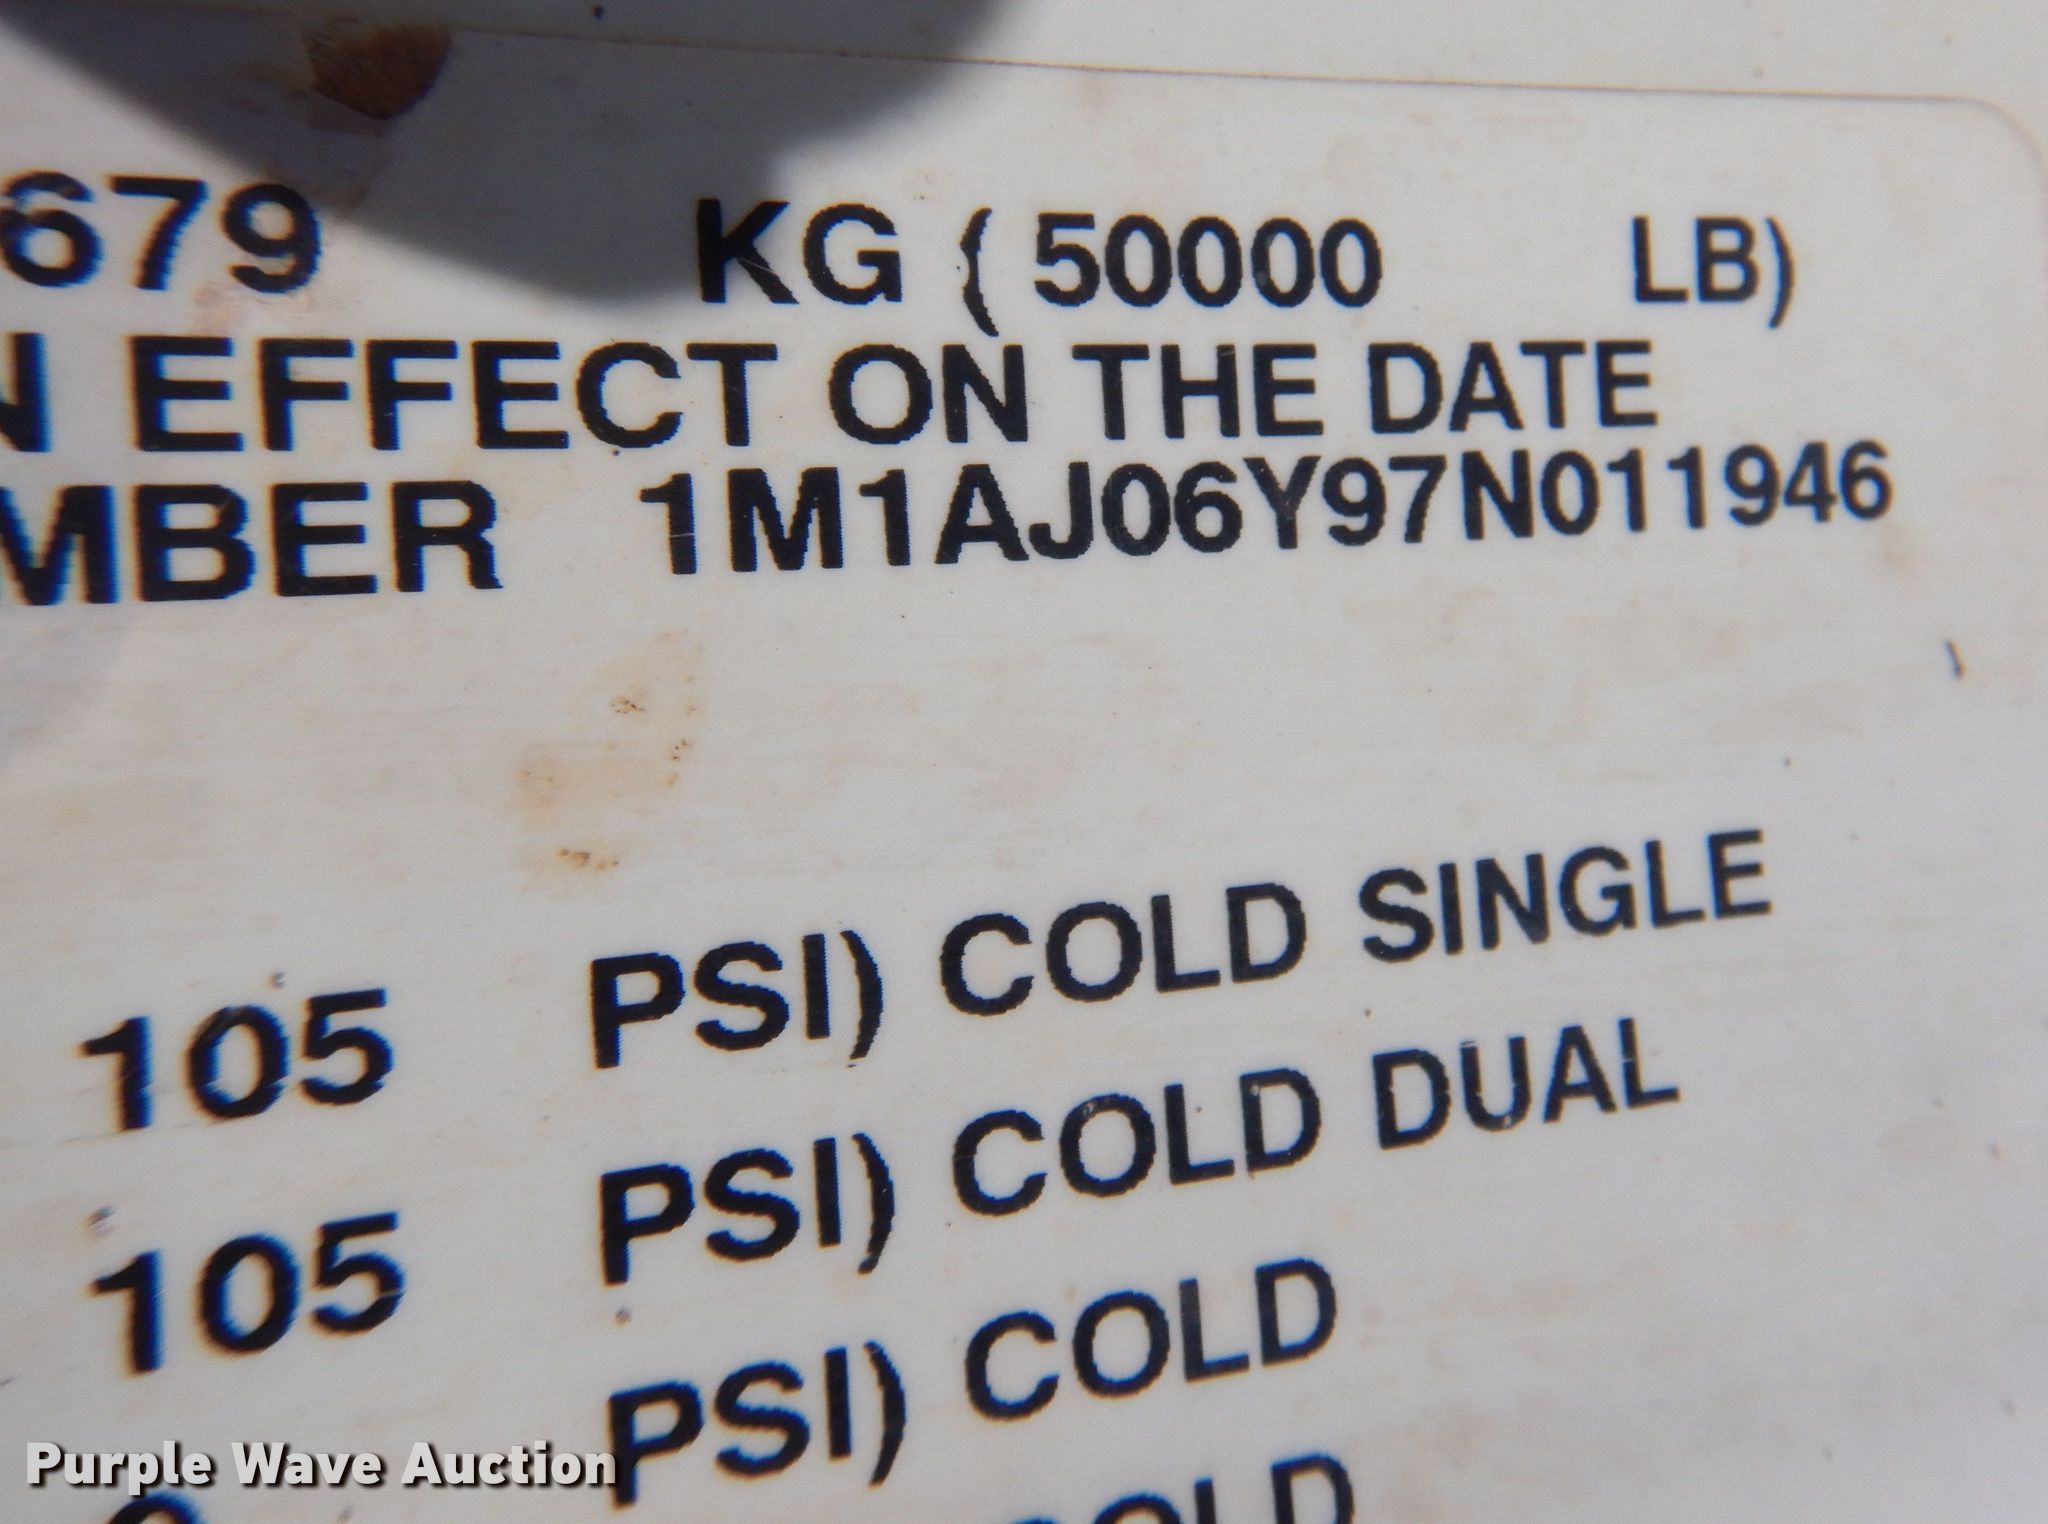 679 KG ( 50000 LB)
N EFFECT ON THE DATE
MBER 1M1AJ06Y97N011946
105 PSI) COLD SINGLE
105 PSI) COLD DUAL
PSI) COLD
COLD
Purple Wave Auction